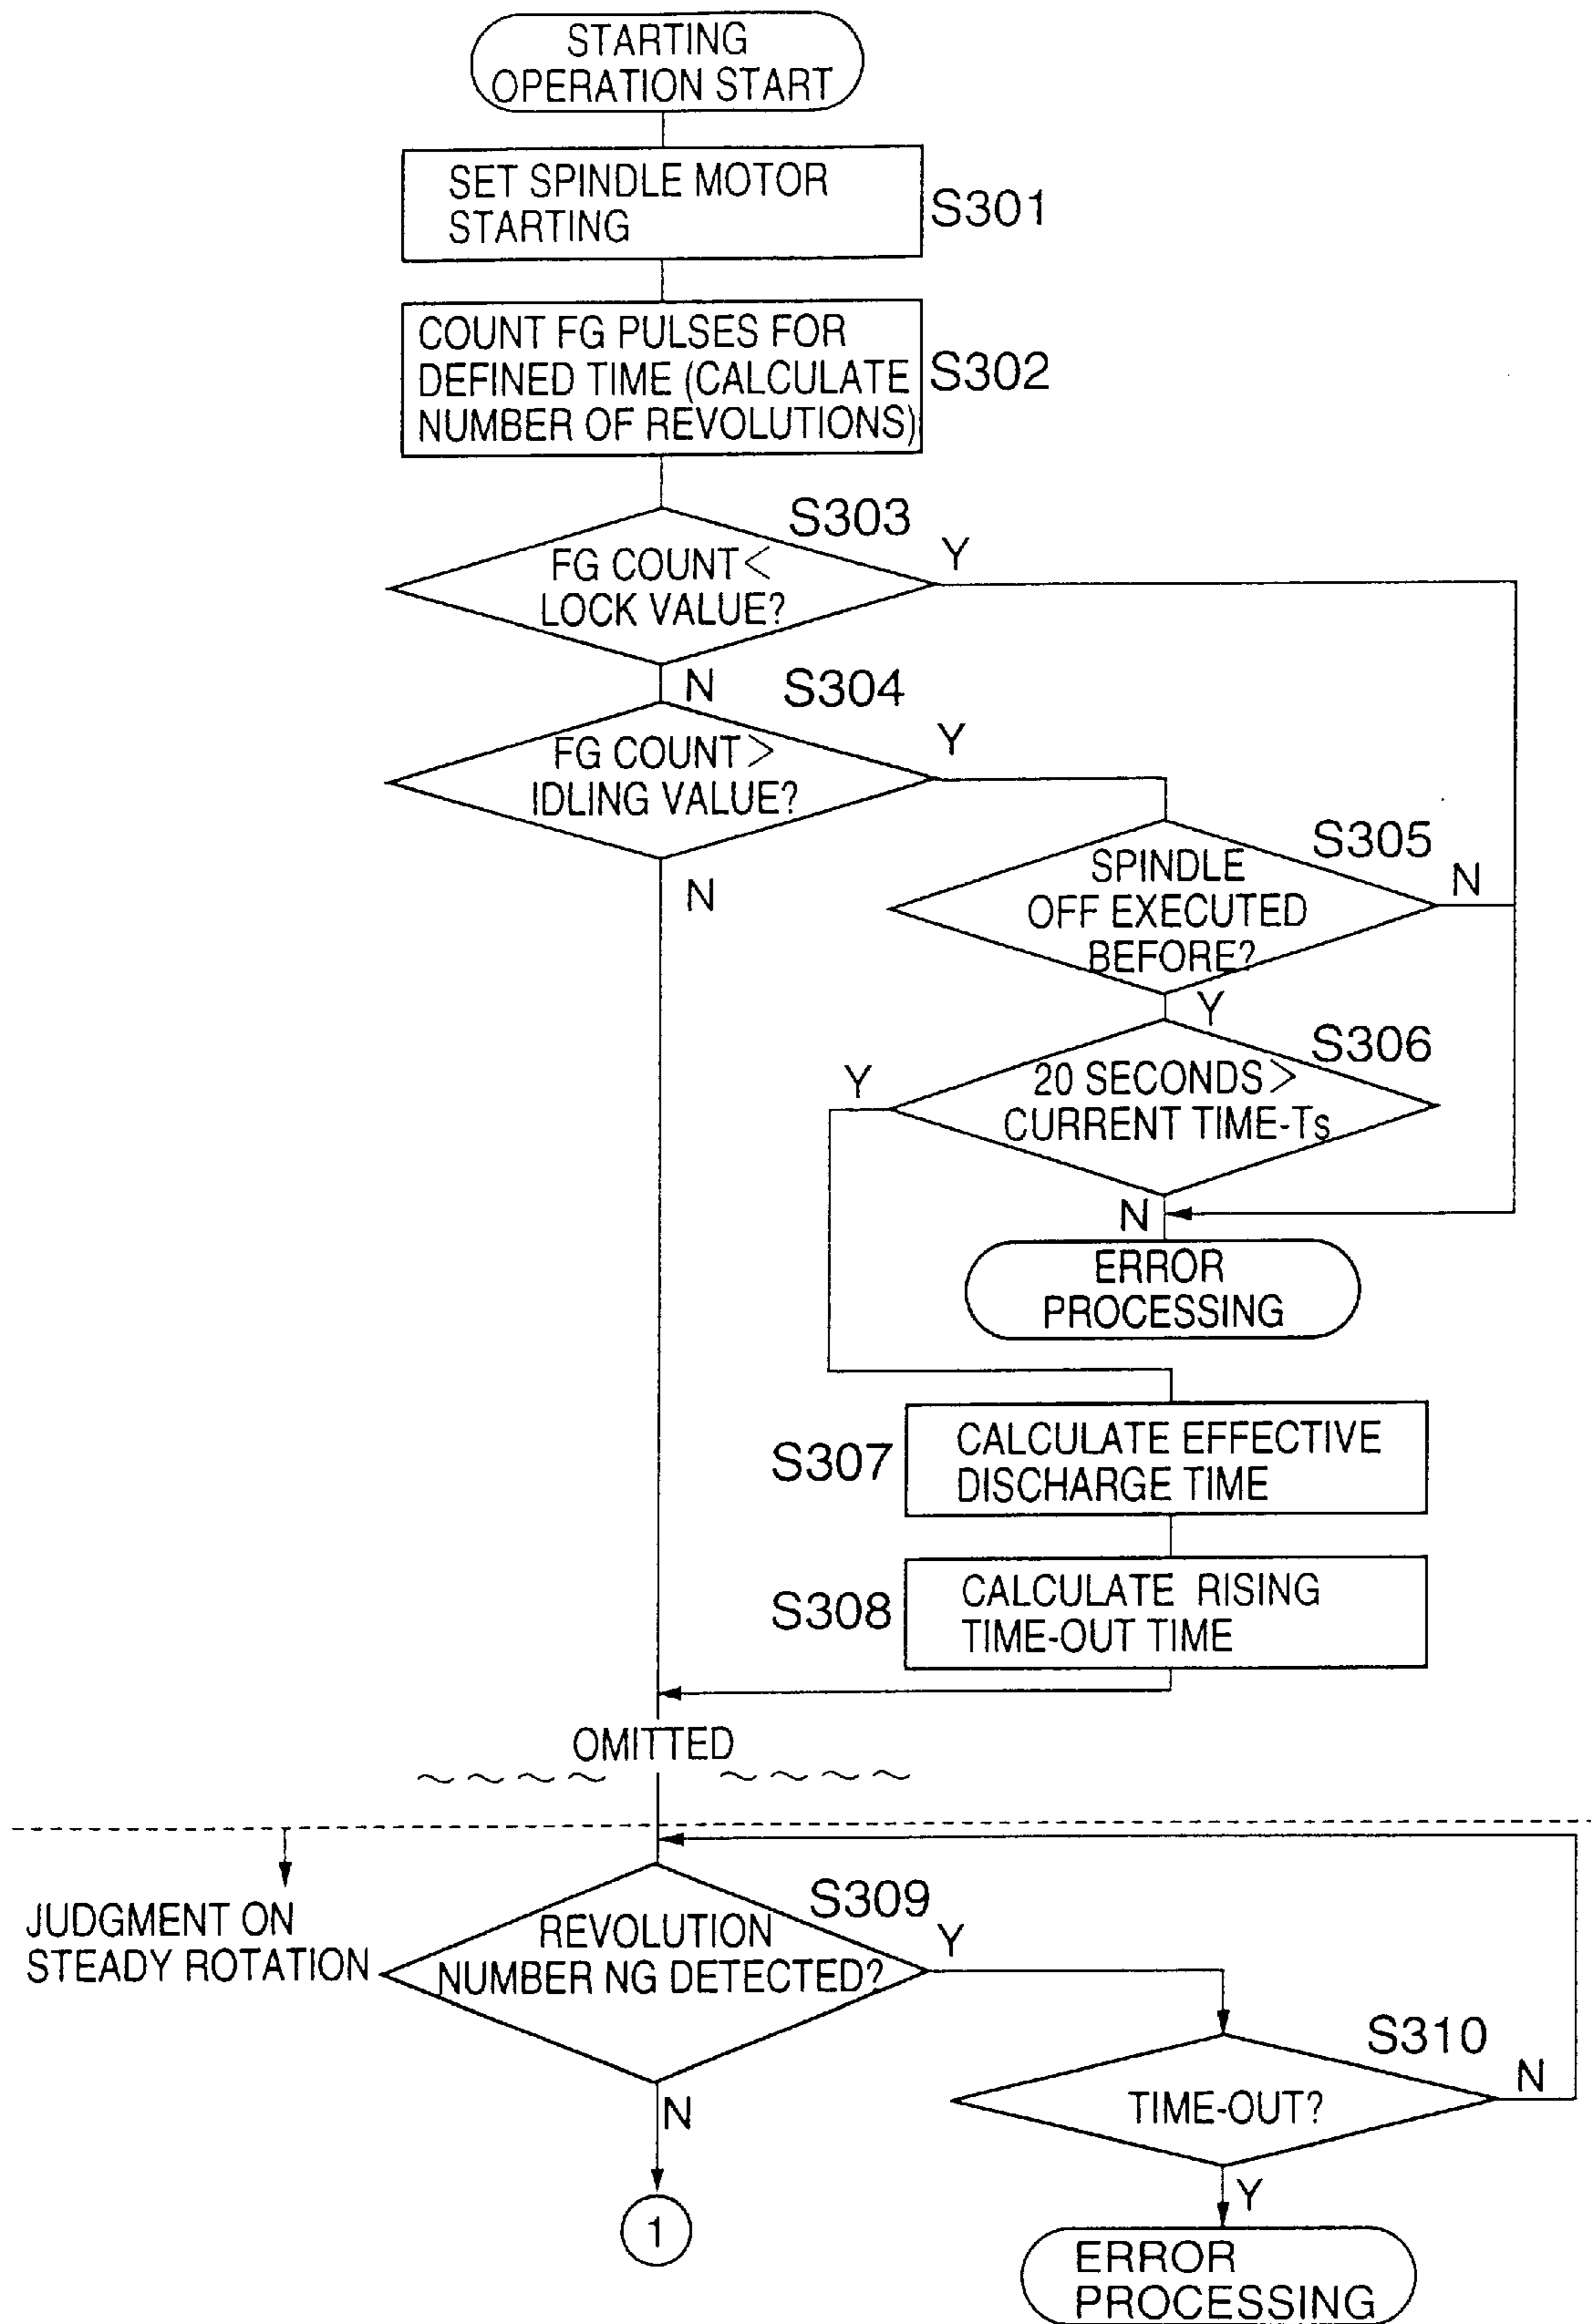 STARTING
OPERATION START
SET SPINDLE MOTOR
STARTING
S301
COUNT FG PULSES FOR
DEFINED TIME (CALCULATE
NUMBER OF REVOLUTIONS)
S302
S303
FG COUNT<
LOCK VALUE?
Y
N
S304
FG COUNT>
IDLING VALUE?
Y
N
S305
SPINDLE
OFF EXECUTED
BEFORE?
N
Y
S306
20 SECONDS>
CURRENT TIME-Ts
Y
N
ERROR
PROCESSING
S307
CALCULATE EFFECTIVE
DISCHARGE TIME
S308
CALCULATE RISING
TIME-OUT TIME
OMITTED
JUDGMENT ON
STEADY ROTATION
S309
REVOLUTION
NUMBER NG DETECTED?
Y
N
S310
TIME-OUT?
N
Y
1
ERROR
PROCESSING